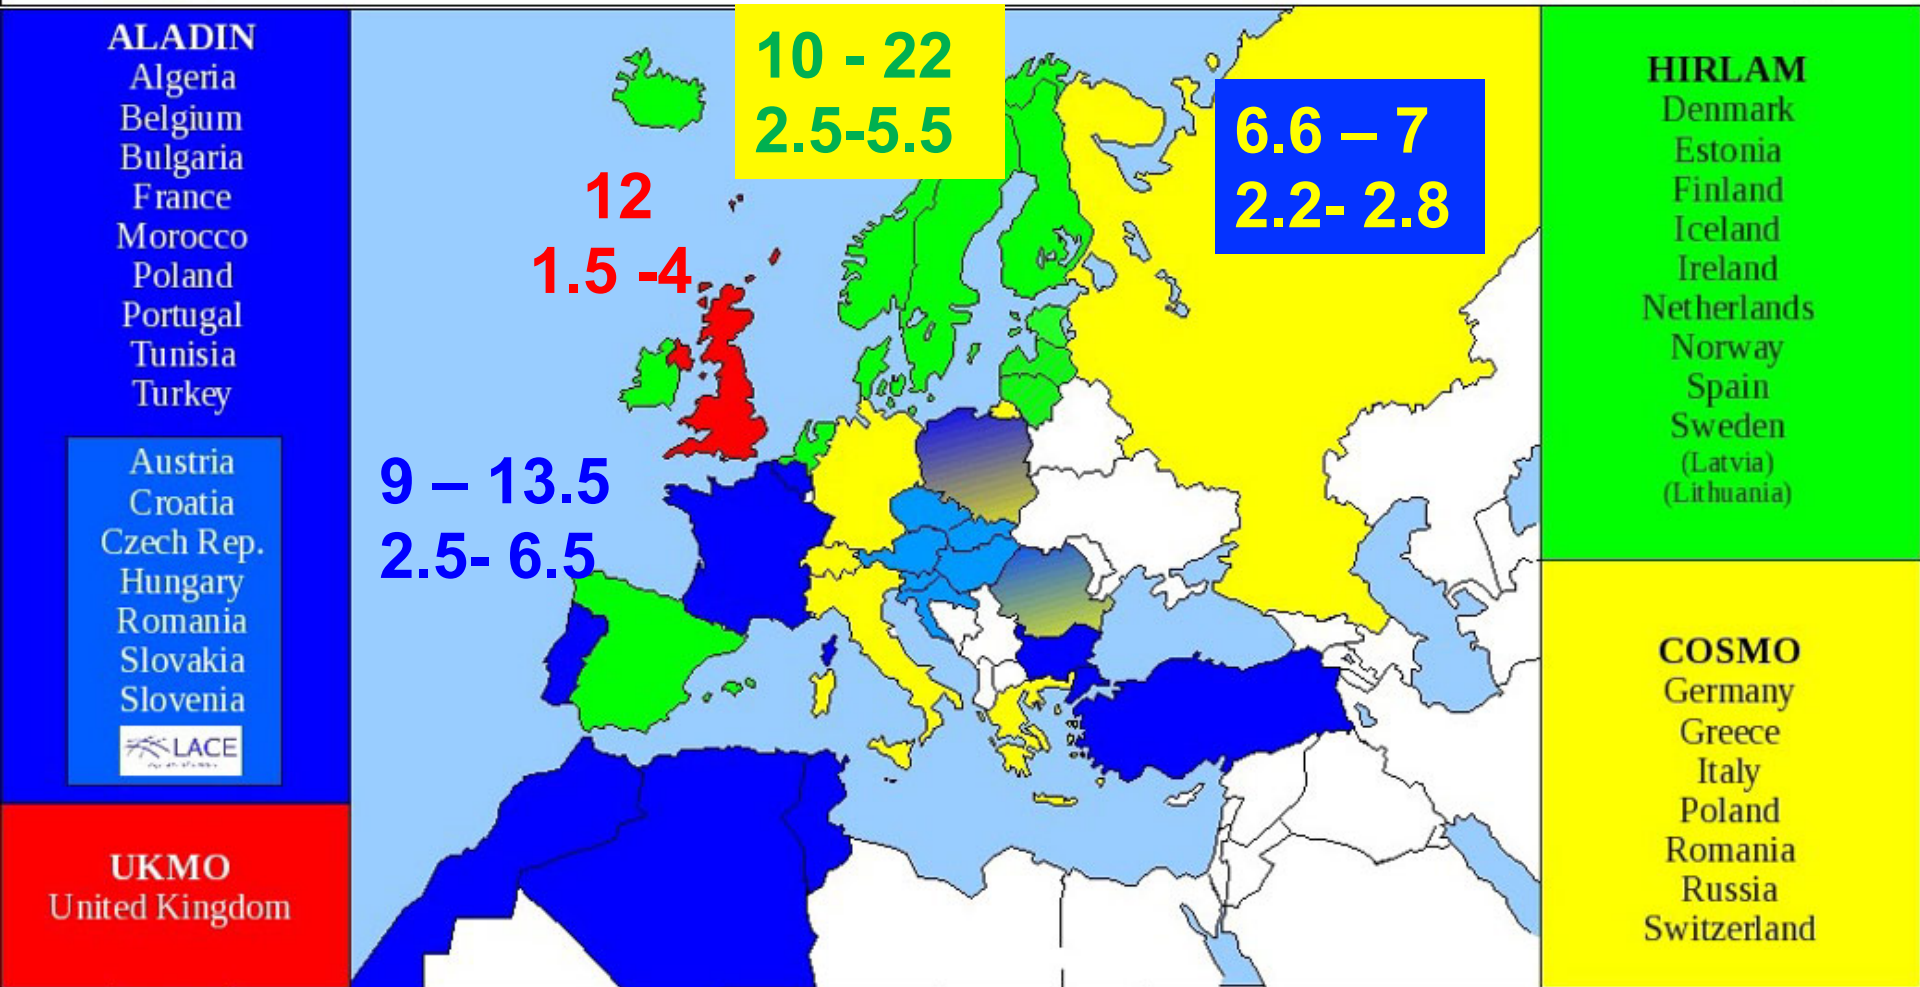 ALADIN
Algeria
Belgium
Bulgaria
France
Morocco
Poland
Portugal
Tunisia
Turkey
Austria
Croatia
Czech Rep.
Hungary
Romania
Slovakia
Slovenia
LACE
UKMO
United Kingdom
10 - 22
2.5-5.5
6.6 – 7
2.2- 2.8
12
1.5 -4
9 – 13.5
2.5- 6.5
HIRLAM
Denmark
Estonia
Finland
Iceland
Ireland
Netherlands
Norway
Spain
Sweden
(Latvia)
(Lithuania)
COSMO
Germany
Greece
Italy
Poland
Romania
Russia
Switzerland